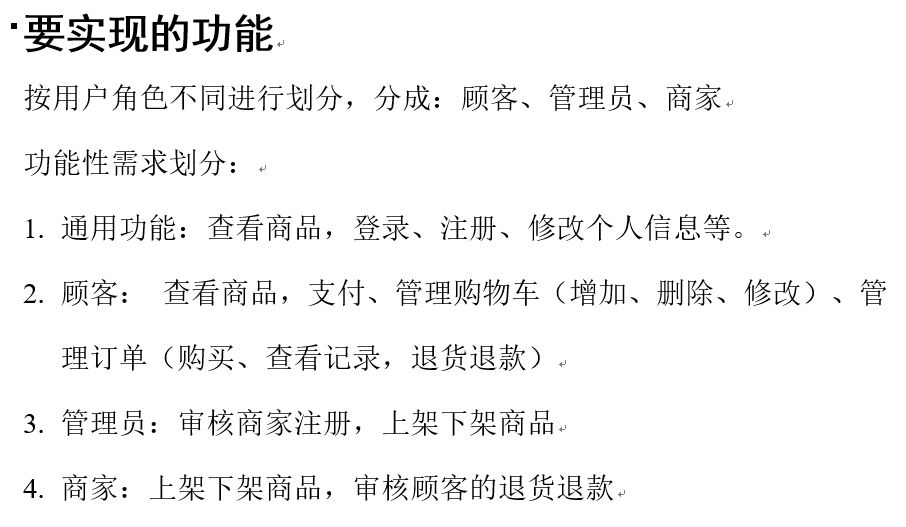 要实现的功能
按用户角色不同进行划分，分成：顾客、管理员、商家
功能性需求划分：
1. 通用功能：查看商品，登录、注册、修改个人信息等。
2. 顾客： 查看商品，支付、管理购物车（增加、删除、修改）、管
理订单（购买、查看记录，退货退款）
3. 管理员：审核商家注册，上架下架商品
4. 商家：上架下架商品，审核顾客的退货退款